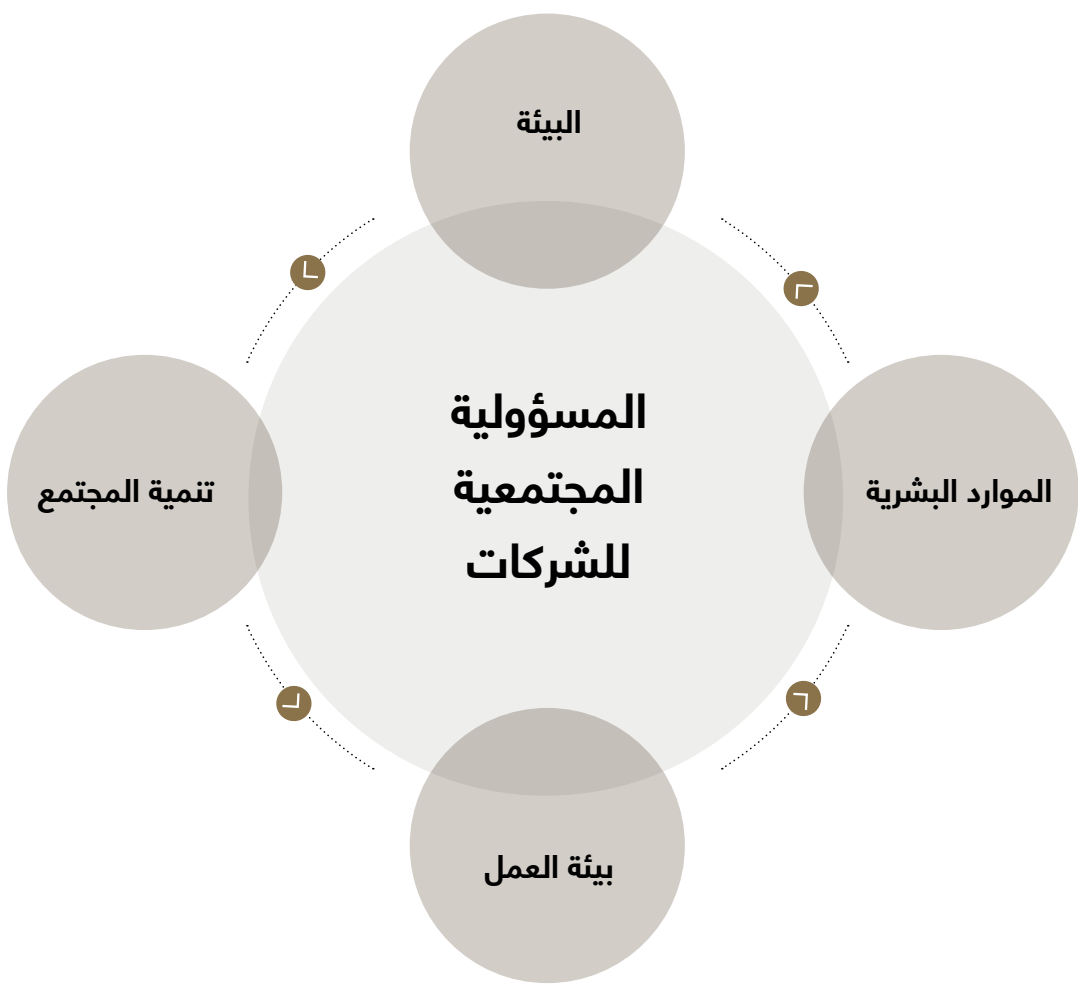 البيئة
المسؤولية
المجتمعية
للشركات
الموارد البشرية
تنمية المجتمع
بيئة العمل